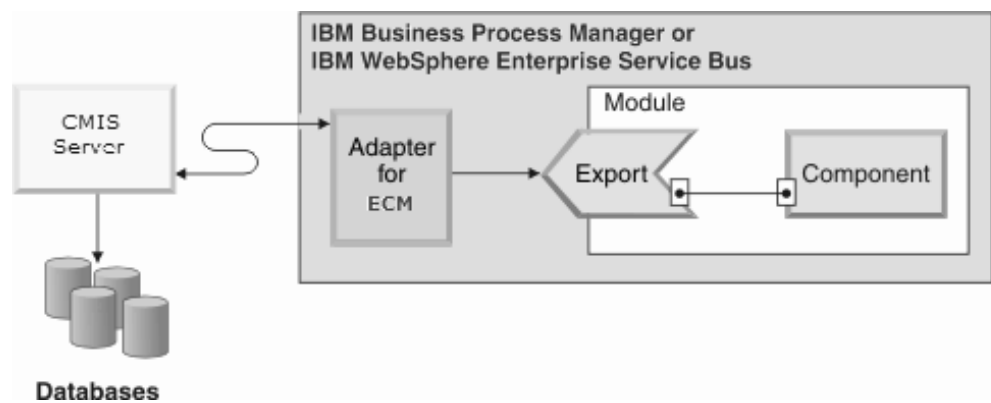 IBM Business Process Manager or
IBM WebSphere Enterprise Service Bus
Module
CMIS
Server
Adapter
for
ECM
Export
Component
Databases